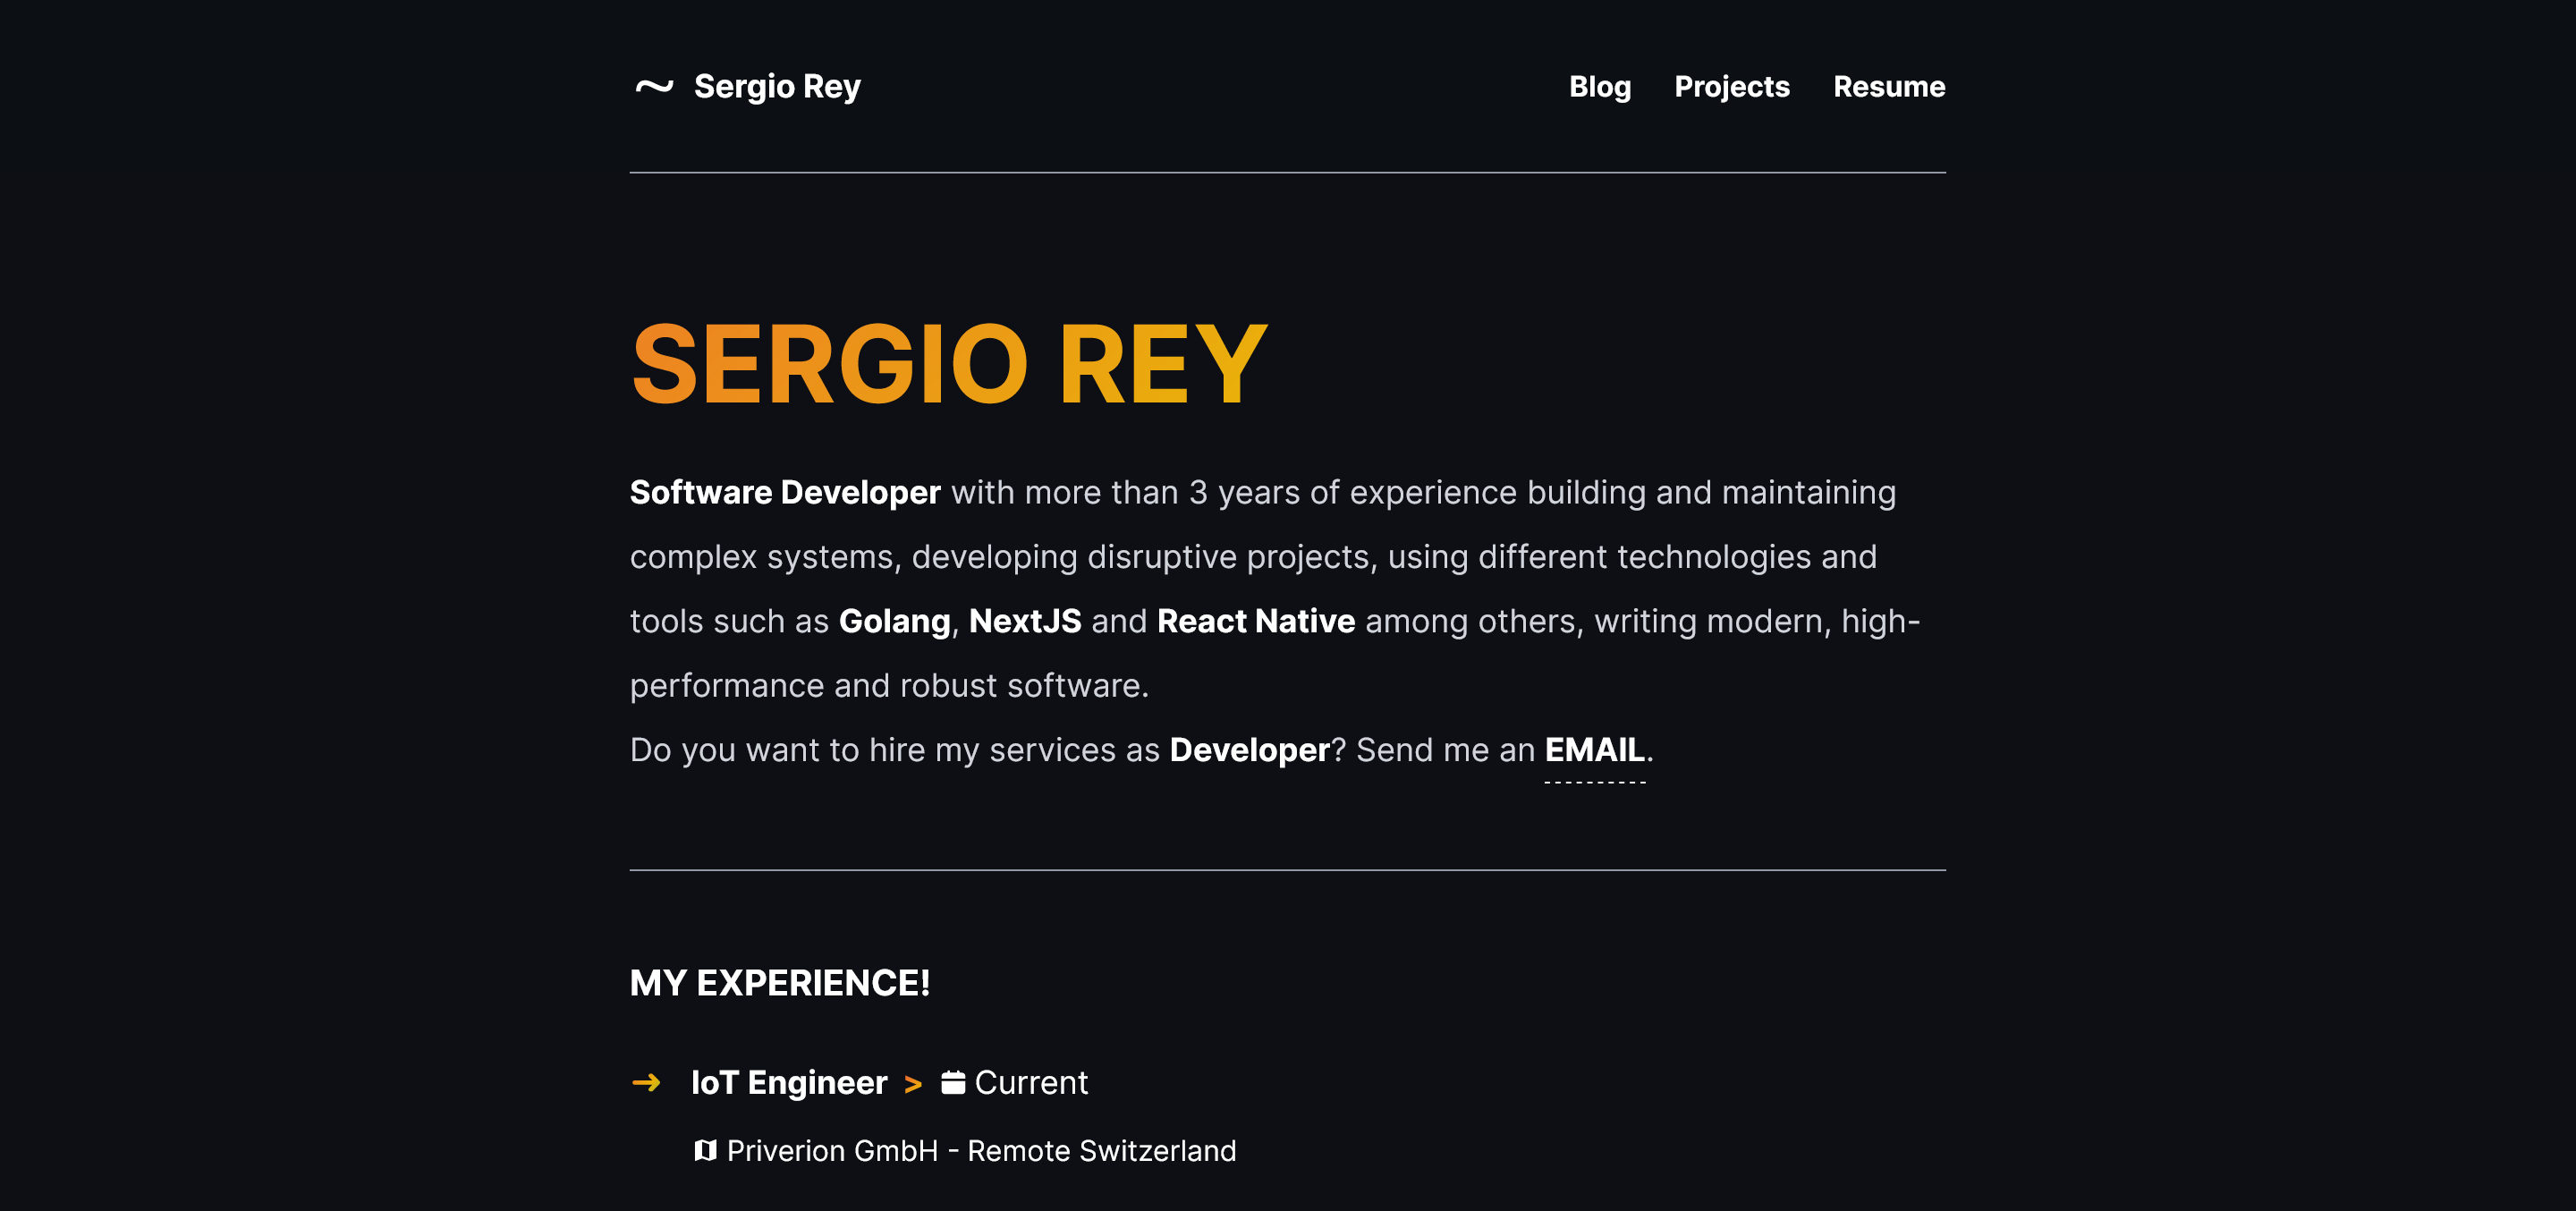 Sergio Rey
Blog Projects Resume
SERGIO REY
Software Developer with more than 3 years of experience building and maintaining
complex systems, developing disruptive projects, using different technologies and
tools such as Golang, NextJS and React Native among others, writing modern, high-
performance and robust software.
Do you want to hire my services as Developer? Send me an EMAIL.
MY EXPERIENCE!
IoT Engineer > Current
Priverion GmbH - Remote Switzerland